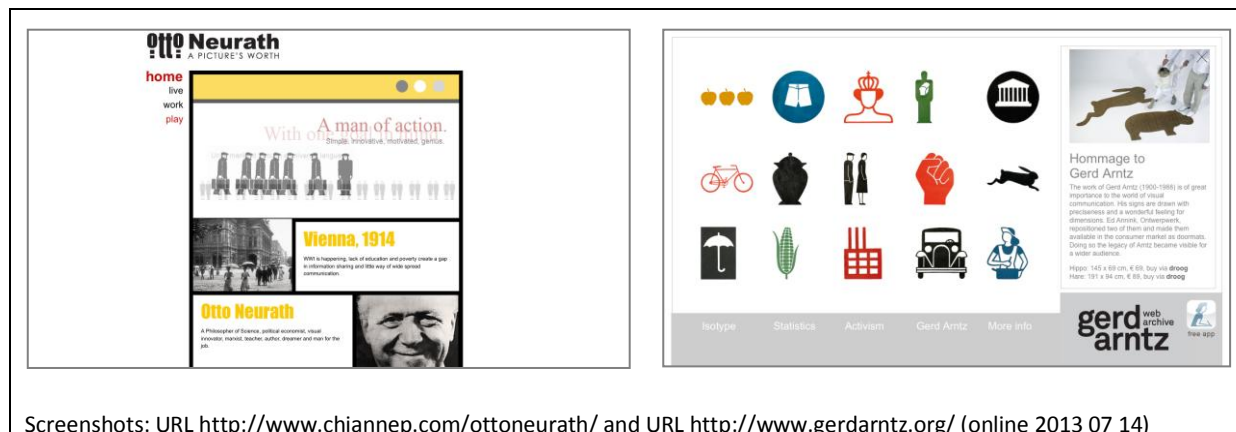 otto Neurath
A PICTURE'S WORTH
home
live
work
play
A man of action.
With one goal in mind.
Simple, innovative, motivated, genius.
Vienna, 1914
WWI is happening, lack of education and poverty create a gap
in information sharing and little way of wide spread
communication.
Otto Neurath
A Philosopher of Science, political economist, visual
innovator, marxist, teacher, author, dreamer and man for the
job.
Hommage to
Gerd Arntz
The work of Gerd Arntz (1900-1988) is of great
importance to the world of visual
communication. His signs are drawn with
preciseness and a wonderful feeling for
dimensions. Ed Annink, Ontwerpwerk,
repositioned two of them and made them
available in the consumer market as doormats.
Doing so the legacy of Arntz became visible for
a wider audience.
Hippo: 145 x 69 cm, € 69, buy via droog
Hare: 191 x 94 cm, € 69, buy via droog
Isotype
Statistics
Activism
Gerd Arntz
More info
gerd web
archive
arntz
free app
Screenshots: URL http://www.chiannep.com/ottoneurath/ and URL http://www.gerdarntz.org/ (online 2013 07 14)